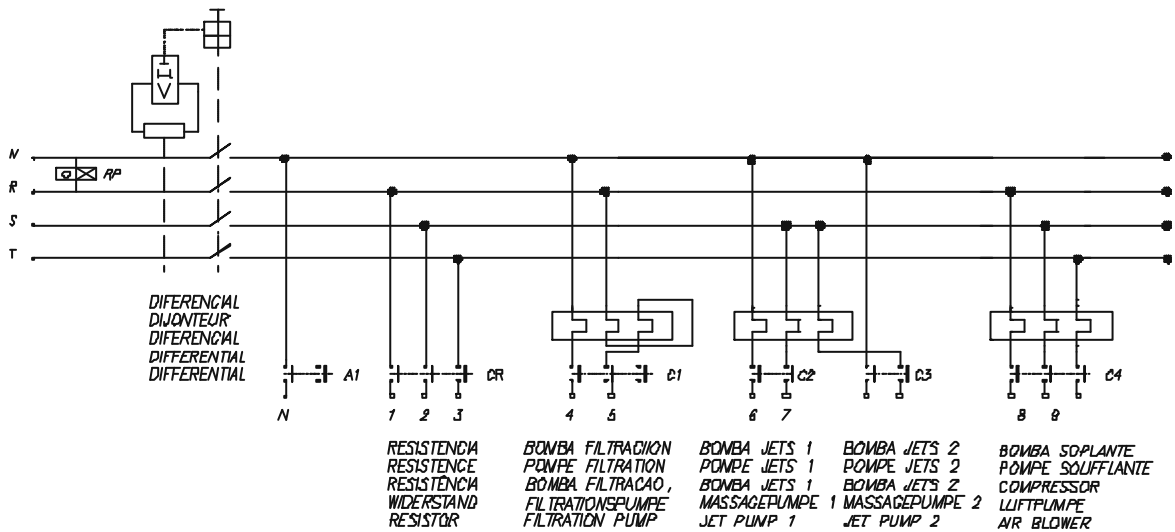 N
RP
R
S
T
DIFERENCIAL
DIJONTEUR
DIFERENCIAL
DIFFERENTIAL
DIFFERENTIAL
A1
CR
C1
C2
C3
C4
N
1
2
3
4
5
6
7
8
9
RESISTENCIA
RESISTENCE
RESISTÊNCIA
WIDERSTAND
RESISTOR
BOMBA FILTRACIION
POMPE FILTRATION
BOMBA FILTRACAO,
FILTRATIONSPUMPE
FILTRATION PUMP
BOMBA JETS 1
POMPE JETS 1
BOMBA JETS 1
MASSAGEPUMPE 1
JET PUMP 1
BOMBA JETS 2
POMPE JETS 2
BOMBA JETS 2
MASSAGEPUMPE 2
JET PUMP 2
BOMBA SOPLANTE
POMPE SOUFFLANTE
COMPRESSOR
LUFTPUMPE
AIR BLOWER